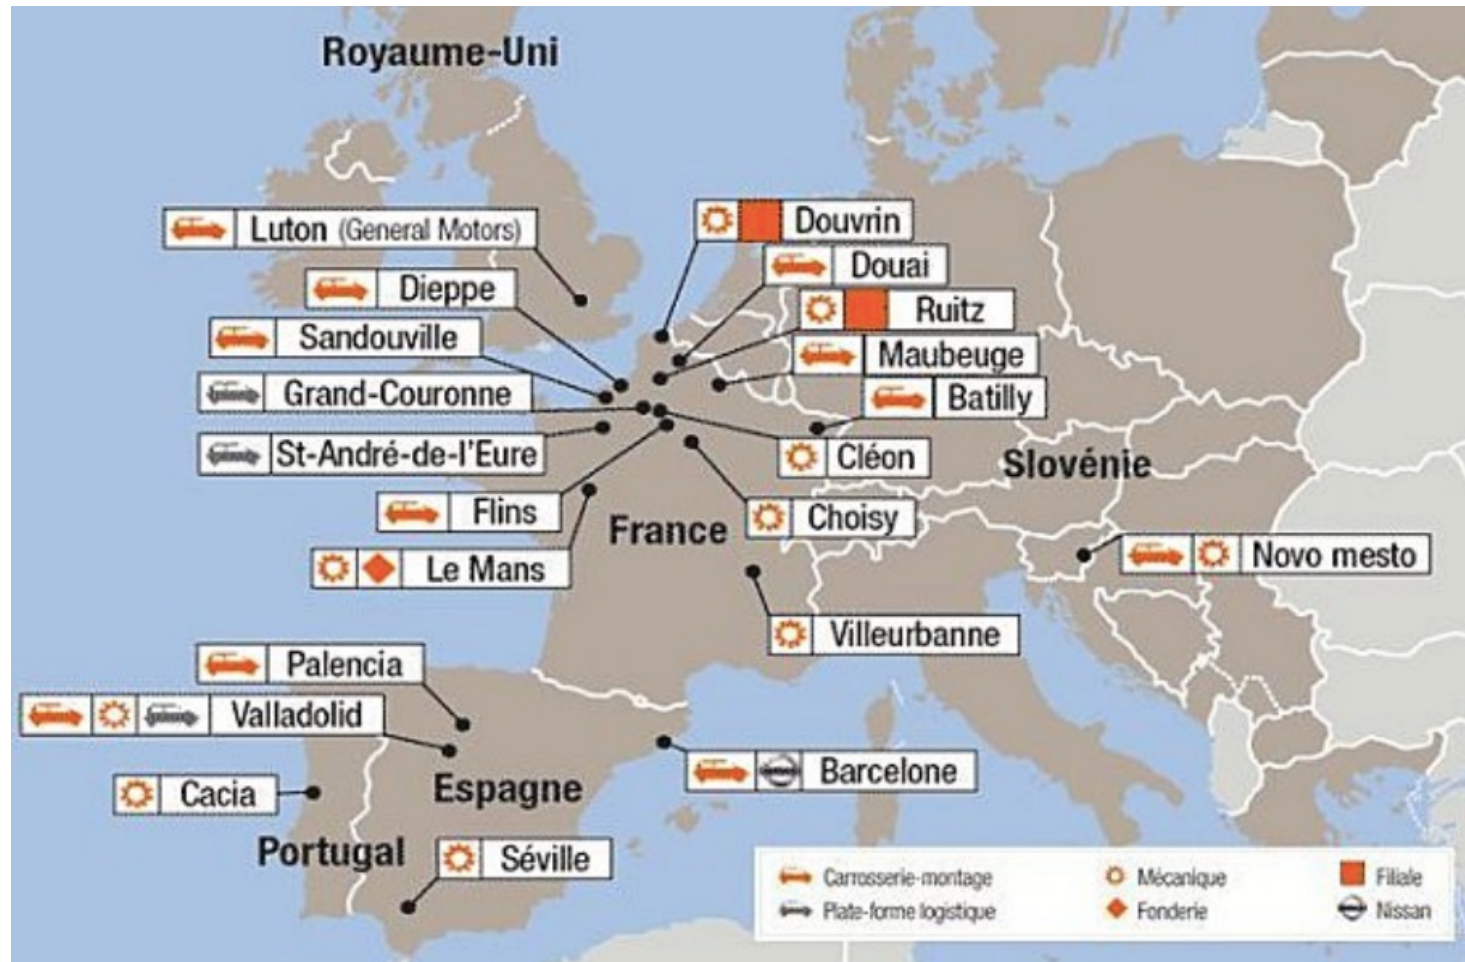 Royaume-Uni
Luton (General Motors)
Douvrin
Douai
Dieppe
Ruitz
Sandouville
Maubeuge
Grand-Couronne
Batilly
St-André-de-l'Eure
Cléon
Slovénie
Flins
France
Choisy
Le Mans
Novo mesto
Villeurbanne
Palencia
Valladolid
Barcelone
Espagne
Cacia
Portugal
Séville
Carrosserie-montage
Mécanique
Filiale
Plate-forme logistique
Fonderie
Nissan